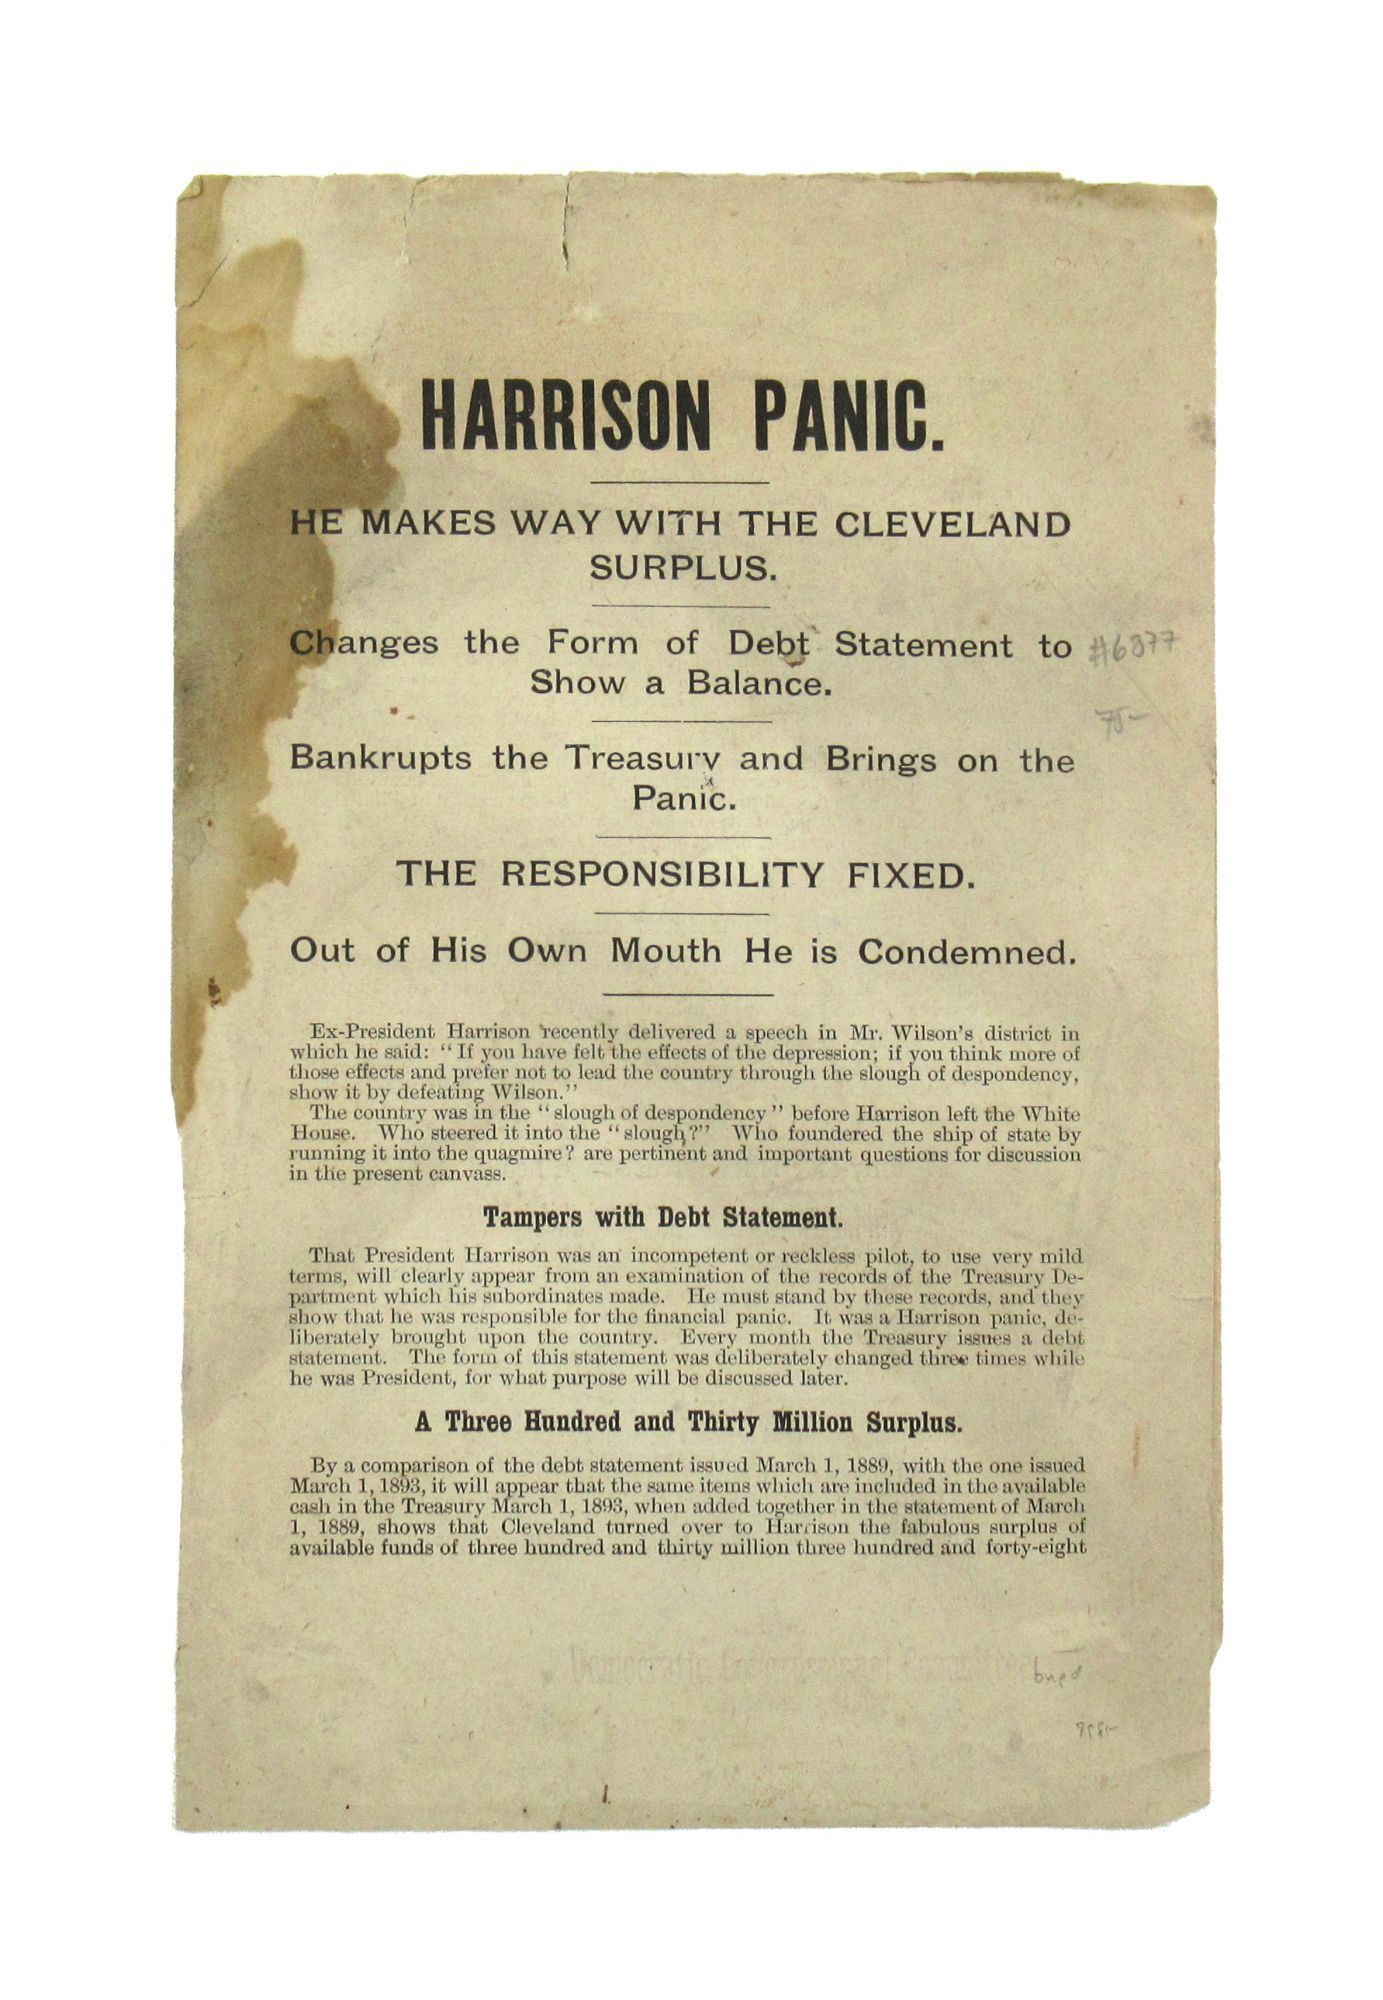 HARRISON PANIC.
HE MAKES WAY WITH THE CLEVELAND
SURPLUS.
Changes the Form of Debt Statement to
Show a Balance.
#6877
75-
Bankrupts the Treasury and Brings on the
Panic.
THE RESPONSIBILITY FIXED.
Out of His Own Mouth He is Condemned.
Ex-President Harrison recently delivered a speech in Mr. Wilson's district in
which he said: "If you have felt the effects of the depression; if you think more of
those effects and prefer not to lead the country through the slough of despondency,
show it by defeating Wilson."
The country was in the "slough of despondency" before Harrison left the White
House. Who steered it into the "slough?" Who foundered the ship of state by
running it into the quagmire? are pertinent and important questions for discussion
in the present canvass.
Tampers with Debt Statement.
That President Harrison was an incompetent or reckless pilot, to use very mild
terms, will clearly appear from an examination of the records of the Treasury De-
partment which his subordinates made. He must stand by these records, and they
show that he was responsible for the financial panic. It was a Harrison panic, de-
liberately brought upon the country. Every month the Treasury issues a debt
statement. The form of this statement was deliberately changed three times while
he was President, for what purpose will be discussed later.
A Three Hundred and Thirty Million Surplus.
By a comparison of the debt statement issued March 1, 1889, with the one issued
March 1, 1893, it will appear that the same items which are included in the available
cash in the Treasury March 1, 1893, when added together in the statement of March
1, 1889, shows that Cleveland turned over to Harrison the fabulous surplus of
available funds of three hundred and thirty million three hundred and forty-eight
Democratic Congressional Committee